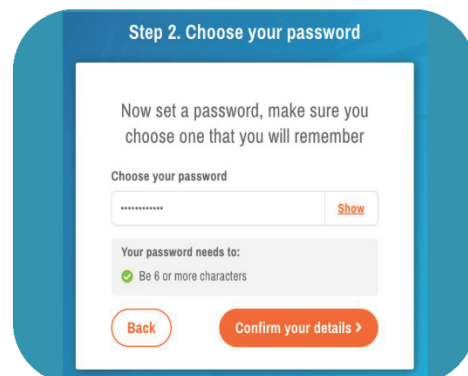 Step 2. Choose your password
Now set a password, make sure you
choose one that you will remember
Choose your password
............ Show
Your password needs to:
Be 6 or more characters
Back Confirm your details >